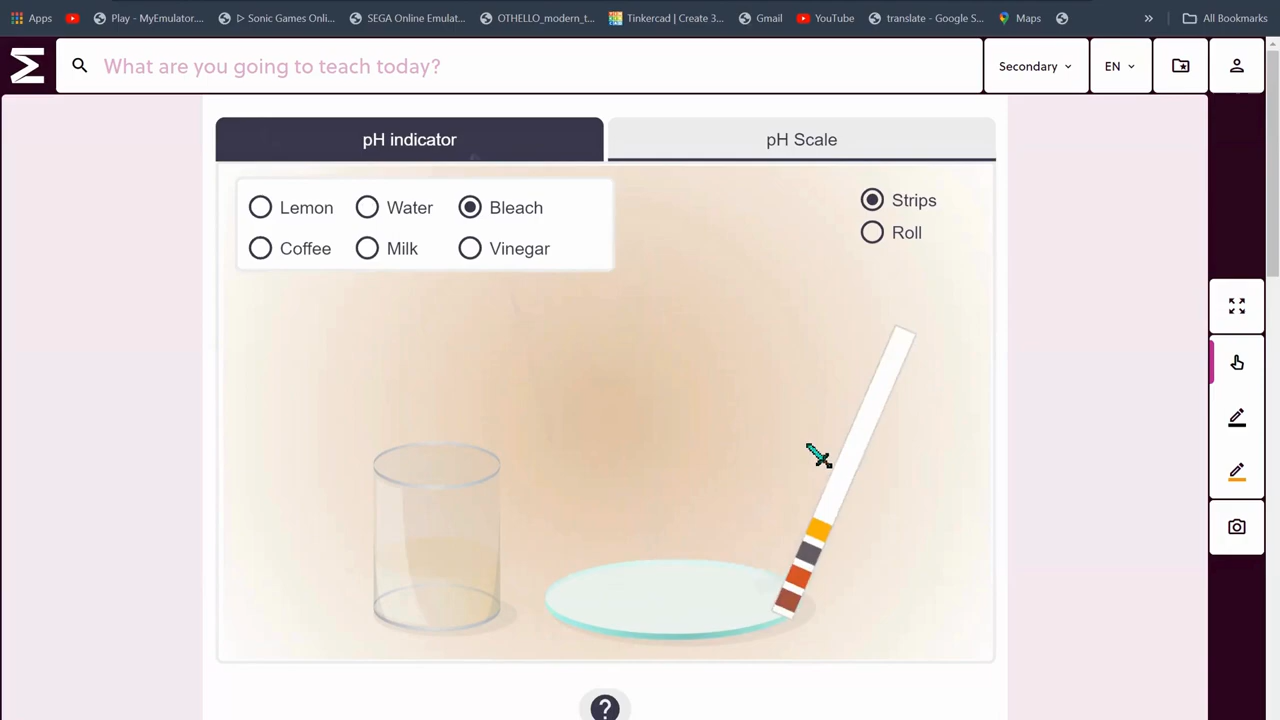 Apps Play - MyEmulator.... ▷ Sonic Games Onli... SEGA Online Emulat... OTHELLO_modern_t... Tinkercad | Create 3... Gmail YouTube translate - Google S... Maps » All Bookmarks
What are you going to teach today? Secondary EN
pH indicator pH Scale
Lemon Water Bleach Strips
Coffee Milk Vinegar Roll
?